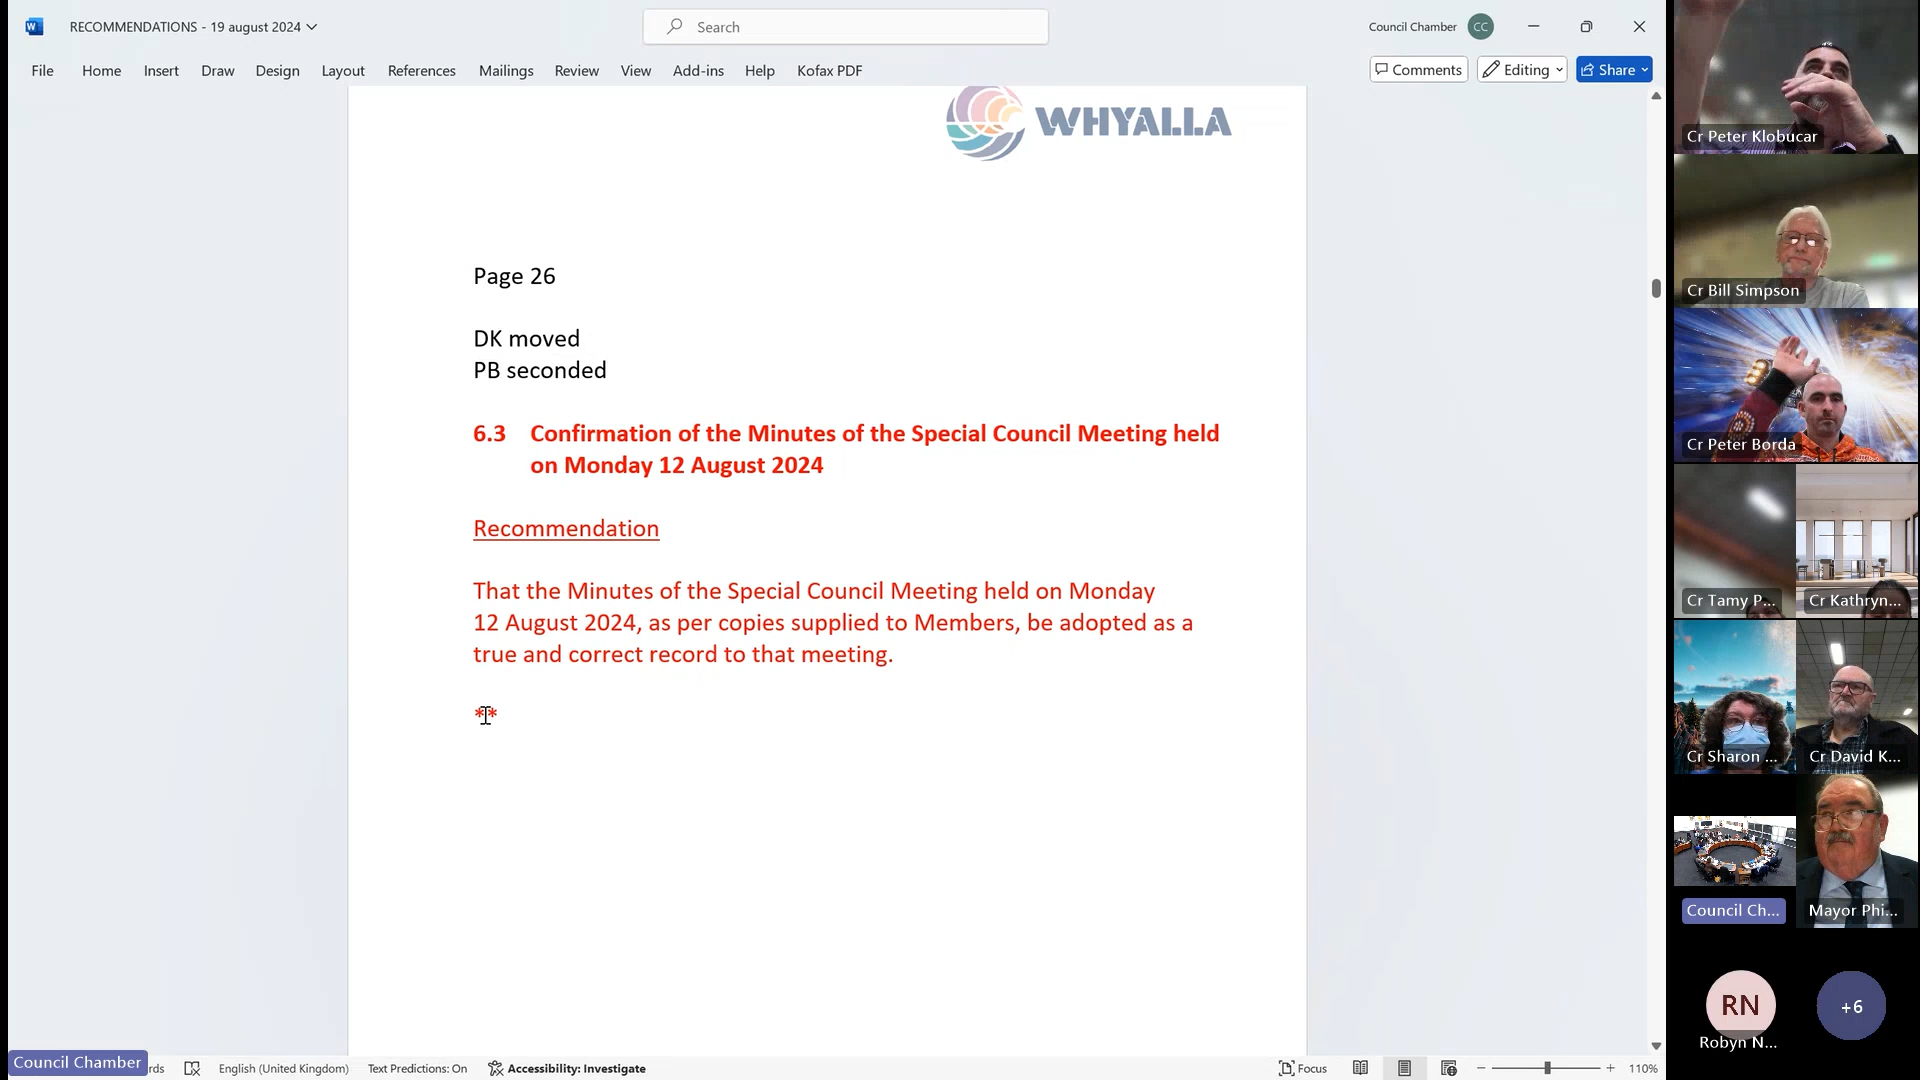 RECOMMENDATIONS - 19 august 2024
Search
Council Chamber CC
File Home Insert Draw Design Layout References Mailings Review View Add-ins Help Kofax PDF
Comments Editing Share
WHYALLA
Page 26
DK moved
PB seconded
6.3 Confirmation of the Minutes of the Special Council Meeting held
on Monday 12 August 2024
Recommendation
That the Minutes of the Special Council Meeting held on Monday
12 August 2024, as per copies supplied to Members, be adopted as a
true and correct record to that meeting.
**
Council Chamber rds English (United Kingdom) Text Predictions: On Accessibility: Investigate Focus 110%
Cr Peter Klobucar
Cr Bill Simpson
Cr Peter Borda
Cr Tamy P... Cr Kathryn...
Cr Sharon ... Cr David K...
Council Ch... Mayor Phi...
RN +6
Robyn N...